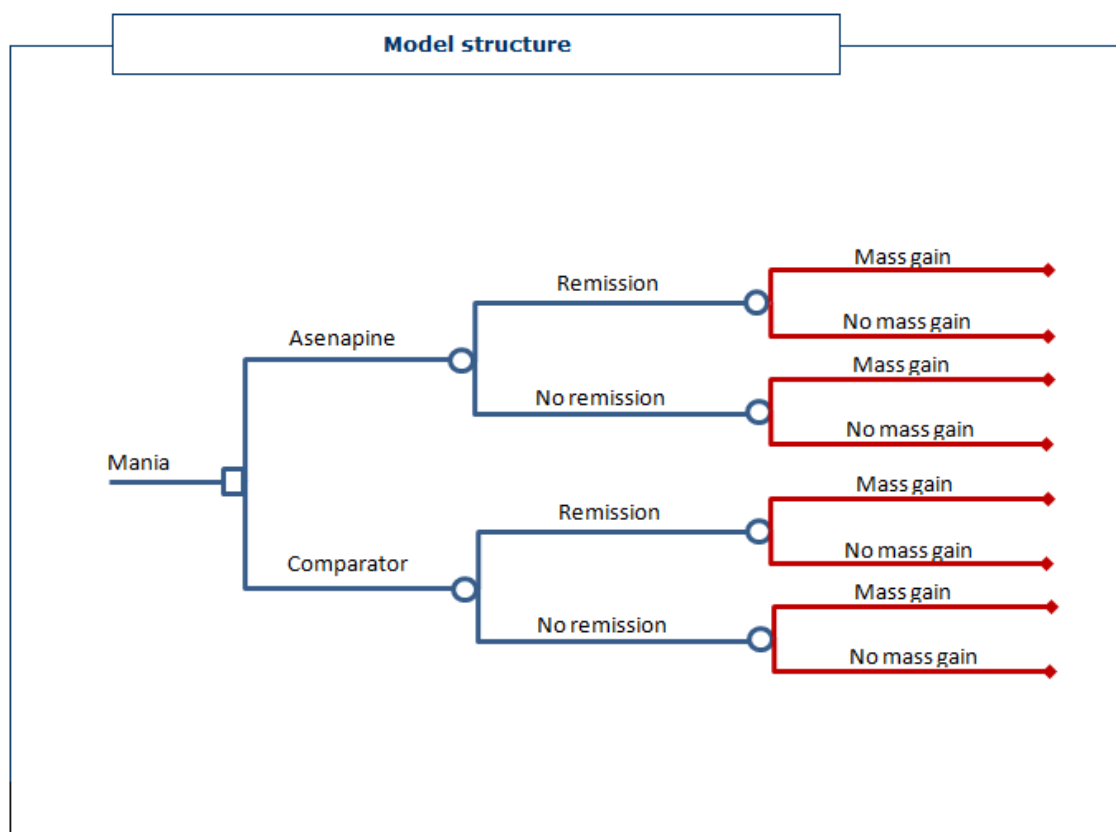 Model structure
Mass gain
Remission
No mass gain
Asenapine
Mass gain
No remission
No mass gain
Mania
Mass gain
Remission
No mass gain
Comparator
Mass gain
No remission
No mass gain